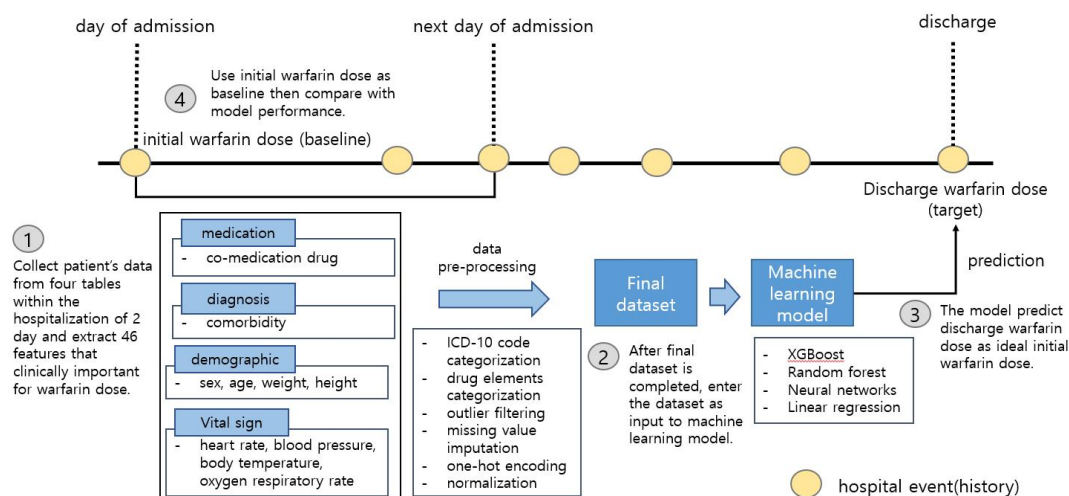 day of admission
next day of admission
discharge
4
Use initial warfarin dose as
baseline then compare with
model performance.
initial warfarin dose (baseline)
Discharge warfarin dose
(target)
1
Collect patient's data
from four tables
within the
hospitalization of 2
day and extract 46
features that
clinically important
for warfarin dose.
medication
- co-medication drug
diagnosis
- comorbidity
demographic
- sex, age, weight, height
Vital sign
- heart rate, blood pressure,
body temperature,
oxygen respiratory rate
data
pre-processing
- ICD-10 code
categorization
- drug elements
categorization
- outlier filtering
- missing value
imputation
- one-hot encoding
- normalization
Final
dataset
2
After final
dataset is
completed, enter
the dataset as
input to machine
learning model.
Machine
learning
model
- XGBoost
- Random forest
- Neural networks
- Linear regression
prediction
3
The model predict
discharge warfarin
dose as ideal initial
warfarin dose.
hospital event(history)